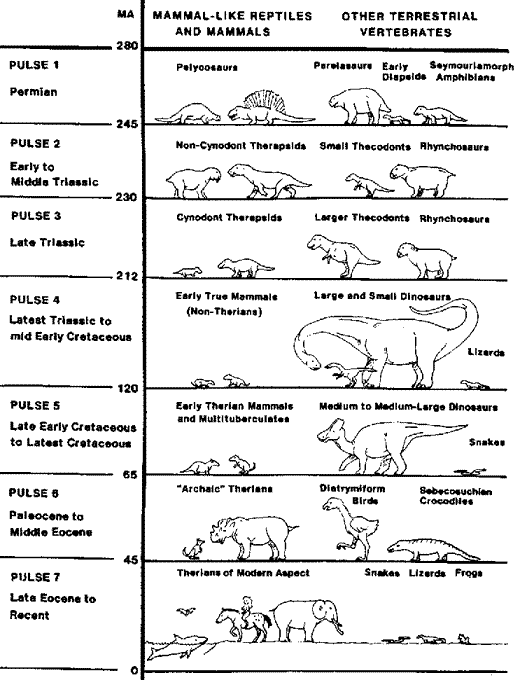 MA
MAMMAL-LIKE REPTILES
AND MAMMALS
OTHER TERRESTRIAL
VERTEBRATES
280
PULSE 1
Permian
Pelycosaurs
Pareiasaurs
Early
Diapsids
Seymouriamorph
Amphibians
245
PULSE 2
Early to
Middle Triassic
Non-Cynodont Therapsids
Small Thecodonts
Rhynchosaurs
230
PULSE 3
Late Triassic
Cynodont Therapsids
Larger Thecodonts
Rhynchosaurs
212
PULSE 4
Latest Triassic to
mid Early Cretaceous
Early True Mammals
(Non-Therians)
Large and Small Dinosaurs
Lizards
120
PULSE 5
Late Early Cretaceous
to Latest Cretaceous
Early Therian Mammals
and Multituberculates
Medium to Medium-Large Dinosaurs
Snakes
65
PULSE 6
Paleocene to
Middle Eocene
"Archaic" Therians
Diatrymiform
Birds
Sebecosuchian
Crocodiles
45
PULSE 7
Late Eocene to
Recent
Therians of Modern Aspect
Snakes
Lizards
Frogs
0